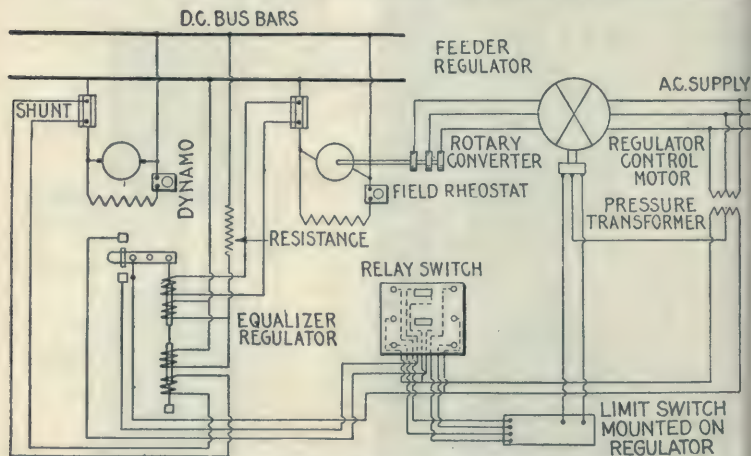 D.C. BUS BARS
FEEDER
REGULATOR
A.C. SUPPLY
SHUNT
DYNAMO
ROTARY
CONVERTER
REGULATOR
CONTROL
MOTOR
FIELD RHEOSTAT
PRESSURE
TRANSFORMER
RESISTANCE
RELAY SWITCH
EQUALIZER
REGULATOR
LIMIT SWITCH
MOUNTED ON
REGULATOR